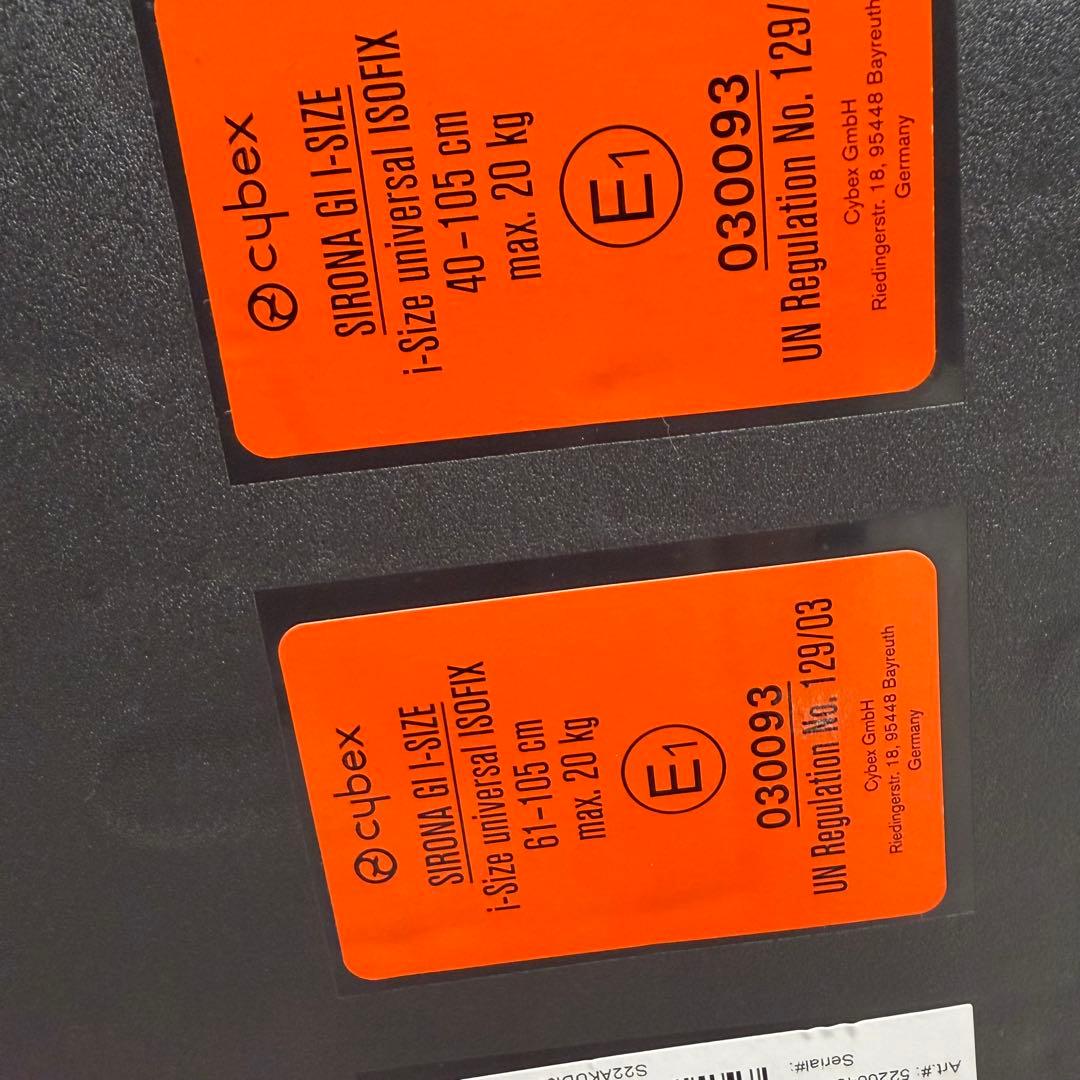 cybex
SIRONA GI I-SIZE
i-Size universal ISOFIX
40-105 cm
max. 20 kg
E1
030093
UN Regulation No. 129/
Cybex GmbH
Riedingerstr. 18, 95448 Bayreuth
Germany
cybex
SIRONA GI I-SIZE
i-Size universal ISOFIX
61-105 cm
max. 20 kg
E1
030093
UN Regulation No. 129/03
Cybex GmbH
Riedingerstr. 18, 95448 Bayreuth
Germany
Art.#:
Serial#: